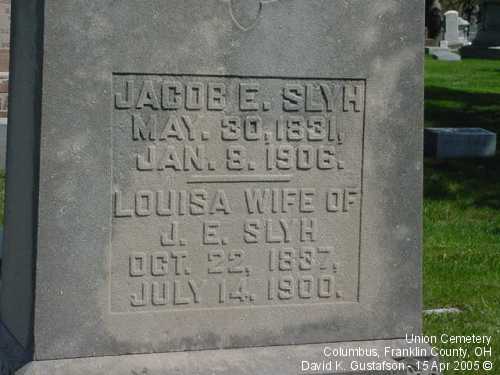 JACOB E. SLYH
MAY. 30, 1831,
JAN. 9. 1906.
LOUISA WIFE OF
J. E. SLYH
OCT. 22, 1837,
JULY 14, 1900.
Union Cemetery
Columbus, Franklin County, OH
David K. Gustafson - 15 Apr 2005 ©